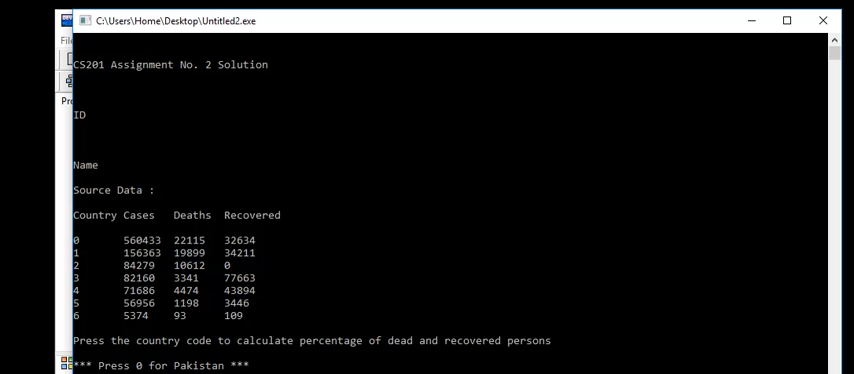 C:\Users\Home\Desktop\Untitled2.exe
CS201 Assignment No. 2 Solution
ID
Name
Source Data :
Country Cases Deaths Recovered
0 560433 22115 32634
1 156363 19899 34211
2 84279 10612 0
3 82160 3341 77663
4 71686 4474 43894
5 56956 1198 3446
6 5374 93 109
Press the country code to calculate percentage of dead and recovered persons
*** Press 0 for Pakistan ***